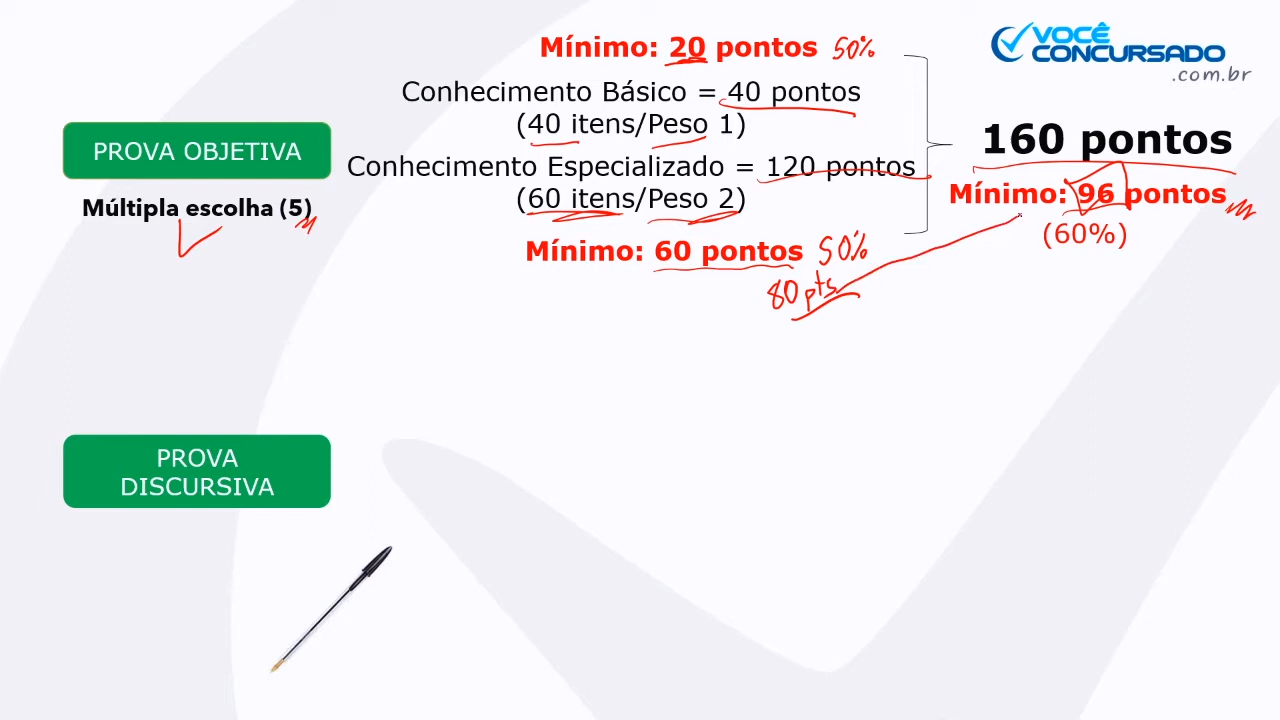 Mínimo: 20 pontos 50%
VOCÊ
CONCURSADO
.com.br
Conhecimento Básico = 40 pontos
(40 itens/Peso 1)
PROVA OBJETIVA
Múltipla escolha (5)
Conhecimento Especializado = 120 pontos
(60 itens/Peso 2)
160 pontos
Mínimo: 96 pontos
(60%)
Mínimo: 60 pontos 50%
80 pts
PROVA
DISCURSIVA